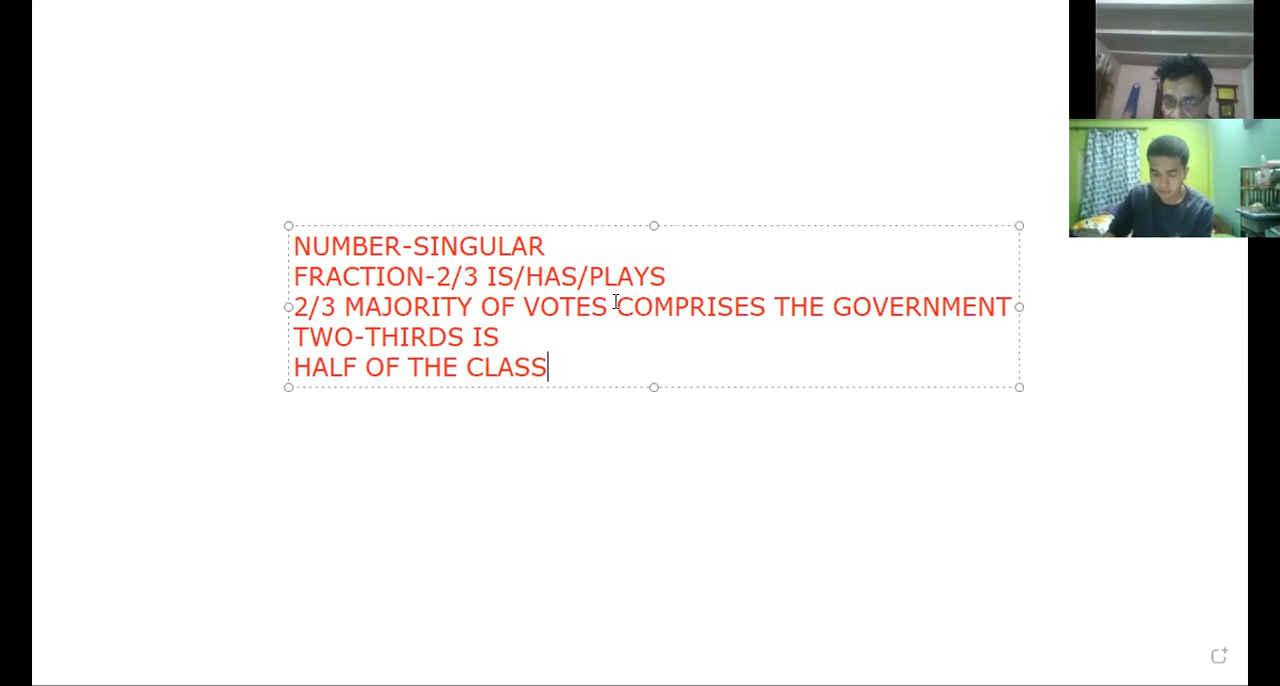 NUMBER-SINGULAR
FRACTION-2/3 IS/HAS/PLAYS
2/3 MAJORITY OF VOTES COMPRISES THE GOVERNMENT
TWO-THIRDS IS
HALF OF THE CLASS